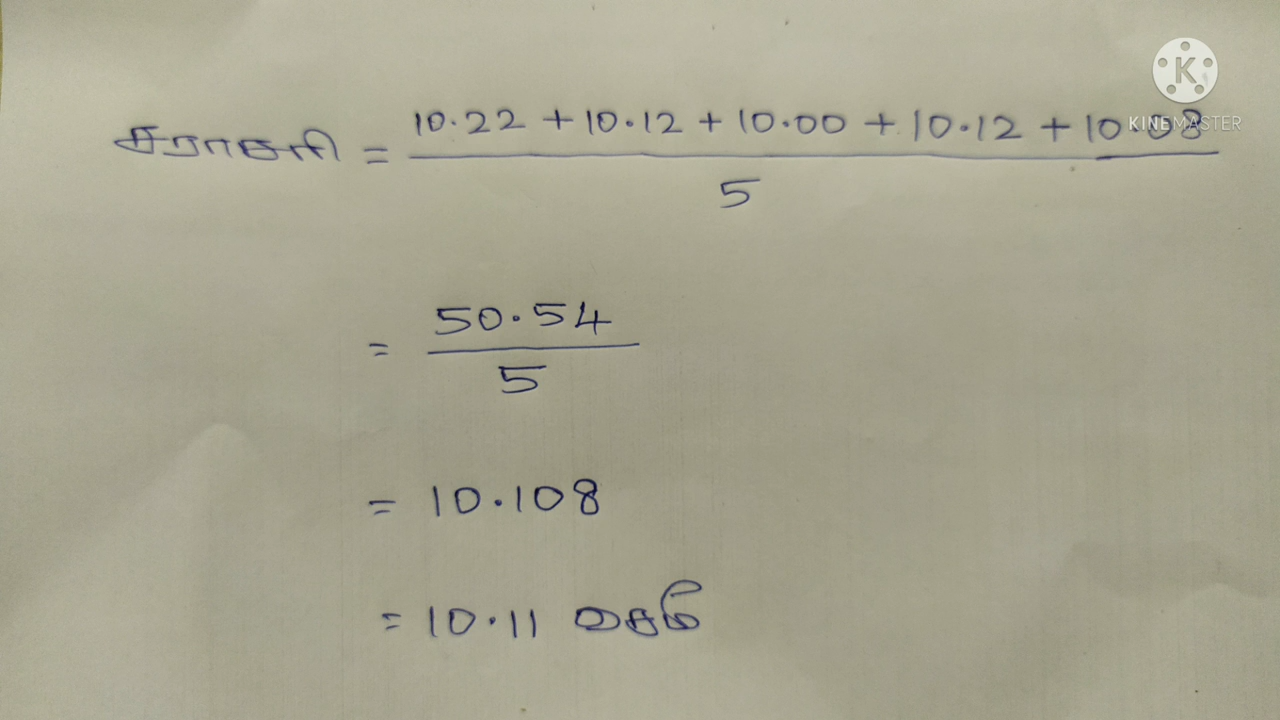 சராசரி = 10.22 + 10.12 + 10.00 + 10.12 + 10.08 / 5
= 50.54 / 5
= 10.108
= 10.11 செமீ
KINEMASTER